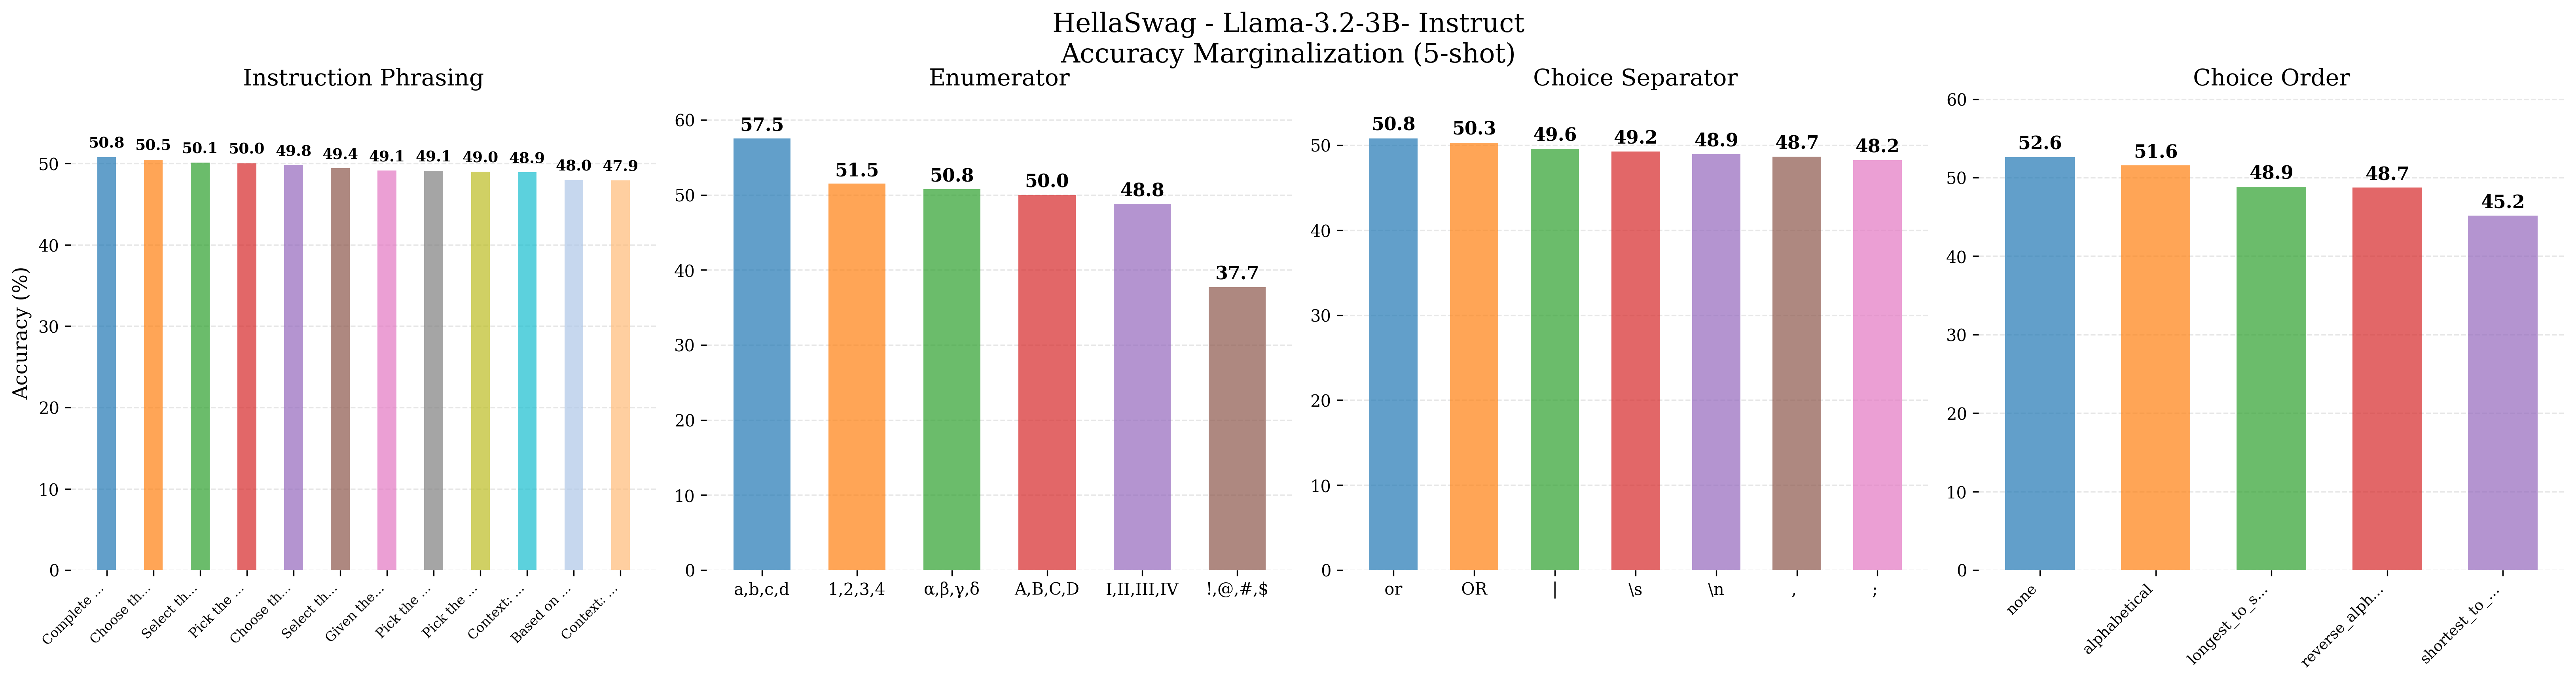 HellaSwag - Llama-3.2-3B- Instruct
Accuracy Marginalization (5-shot)
Instruction Phrasing
Accuracy (%)
50
40
30
20
10
0
50.8 50.5 50.1 50.0 49.8 49.4 49.1 49.1 49.0 48.9 48.0 47.9
Complete ...
Choose th...
Select th...
Pick the ...
Choose th...
Select th...
Given the...
Pick the ...
Pick the ...
Context: ...
Based on ...
Context: ...
Enumerator
60
50
40
30
20
10
0
57.5 51.5 50.8 50.0 48.8 37.7
a,b,c,d 1,2,3,4 α,β,γ,δ A,B,C,D I,II,III,IV !,@,#,$
Choice Separator
50
40
30
20
10
0
50.8 50.3 49.6 49.2 48.9 48.7 48.2
or OR | \s \n , ;
Choice Order
60
50
40
30
20
10
0
52.6 51.6 48.9 48.7 45.2
none
alphabetical
longest_to_s...
reverse_alph...
shortest_to_...